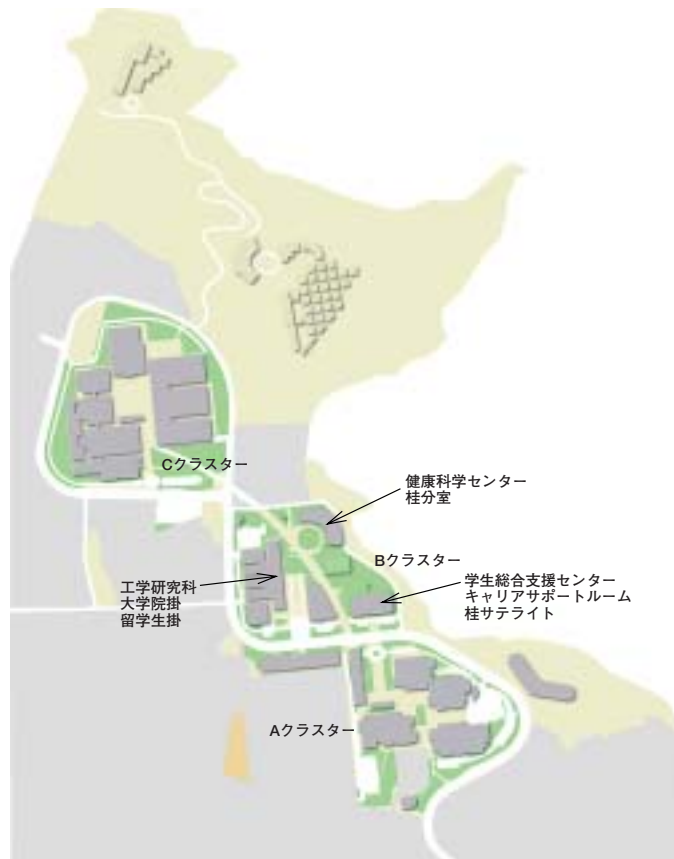 Cクラスター
健康科学センター
桂分室
Bクラスター
工学研究科
大学院掛
留学生掛
学生総合支援センター
キャリアサポートルーム
桂サテライト
Aクラスター